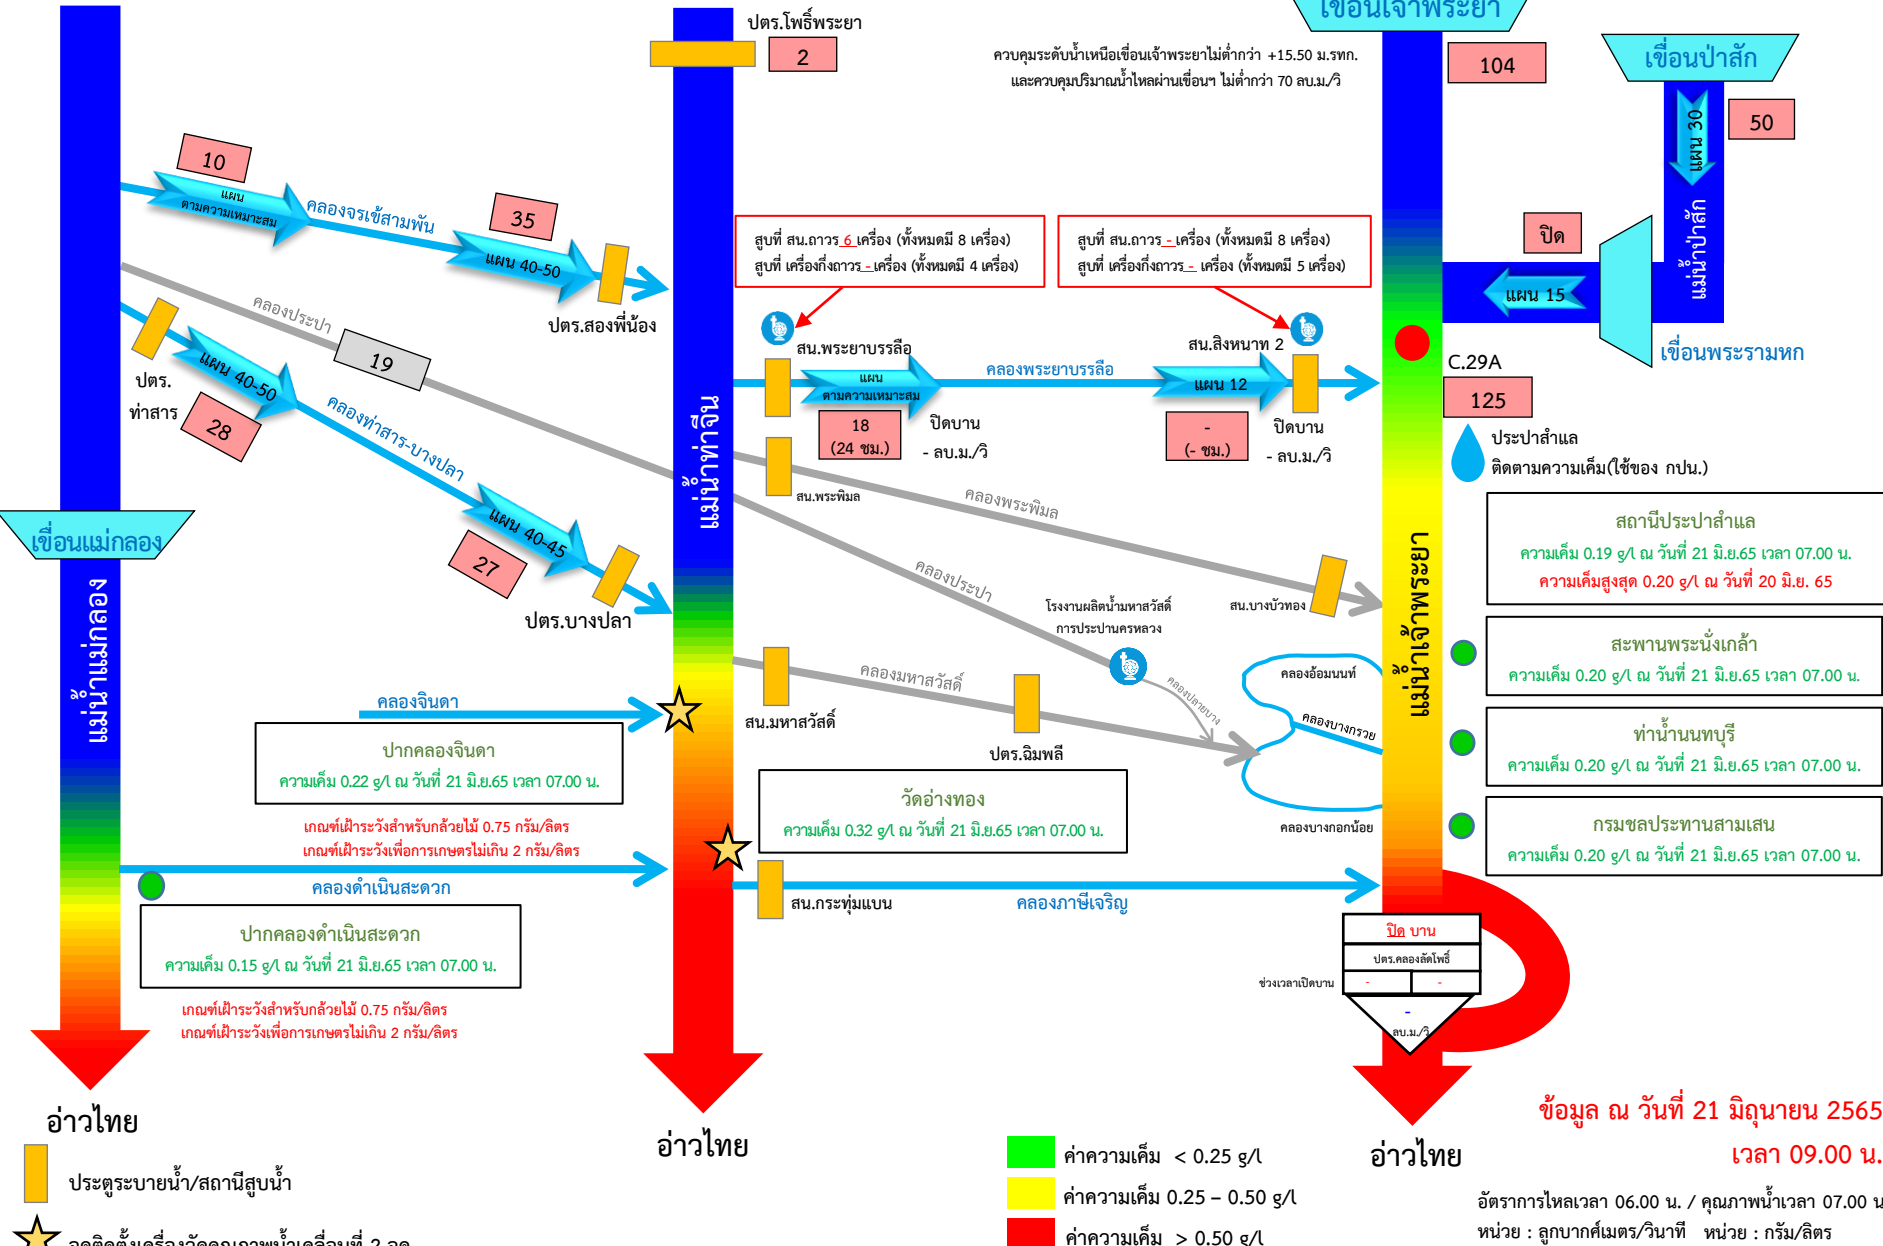 เขื่อนเจ้าพระยา
ปตร.โพธิ์พระยา
2
ควบคุมระดับน้ำเหนือเขื่อนเจ้าพระยาไม่ต่ำกว่า +15.50 ม.รทก.
และควบคุมปริมาณน้ำไหลผ่านเขื่อนฯ ไม่ต่ำกว่า 70 ลบ.ม./วิ
104
เขื่อนป่าสัก
แผน 30
50
แม่น้ำป่าสัก
ปิด
แผน 15
เขื่อนพระรามหก
10
แผน
ตามความเหมาะสม
คลองจรเข้สามพัน
35
แผน 40-50
ปตร.สองพี่น้อง
สูบที่ สน.ถาวร 6 เครื่อง (ทั้งหมดมี 8 เครื่อง)
สูบที่ เครื่องกึ่งถาวร - เครื่อง (ทั้งหมดมี 4 เครื่อง)
สูบที่ สน.ถาวร - เครื่อง (ทั้งหมดมี 8 เครื่อง)
สูบที่ เครื่องกึ่งถาวร - เครื่อง (ทั้งหมดมี 5 เครื่อง)
คลองประปา
19
ปตร.
ท่าสาร
แผน 40-50
28
คลองท่าสาร-บางปลา
แผน 40-45
27
ปตร.บางปลา
แม่น้ำท่าจีน
สน.พระยาบรรลือ
แผน
ตามความเหมาะสม
18
(24 ชม.)
ปิดบาน
- ลบ.ม./วิ
คลองพระยาบรรลือ
สน.สิงหนาท 2
แผน 12
-
(- ชม.)
ปิดบาน
- ลบ.ม./วิ
C.29A
125
ประปาสำแล
ติดตามความเค็ม(ใช้ของ กปน.)
สน.พระพิมล
คลองพระพิมล
สน.บางบัวทอง
คลองประปา
โรงงานผลิตน้ำมหาสวัสดิ์
การประปานครหลวง
คลองปลายบาง
สถานีประปาสำแล
ความเค็ม 0.19 g/l ณ วันที่ 21 มิ.ย.65 เวลา 07.00 น.
ความเค็มสูงสุด 0.20 g/l ณ วันที่ 20 มิ.ย. 65
สะพานพระนั่งเกล้า
ความเค็ม 0.20 g/l ณ วันที่ 21 มิ.ย.65 เวลา 07.00 น.
ท่าน้ำนนทบุรี
ความเค็ม 0.20 g/l ณ วันที่ 21 มิ.ย.65 เวลา 07.00 น.
กรมชลประทานสามเสน
ความเค็ม 0.20 g/l ณ วันที่ 21 มิ.ย.65 เวลา 07.00 น.
แม่น้ำเจ้าพระยา
คลองอ้อมนนท์
คลองบางกรวย
คลองบางกอกน้อย
เขื่อนแม่กลอง
แม่น้ำแม่กลอง
คลองจินดา
ปากคลองจินดา
ความเค็ม 0.22 g/l ณ วันที่ 21 มิ.ย.65 เวลา 07.00 น.
เกณฑ์เฝ้าระวังสำหรับกล้วยไม้ 0.75 กรัม/ลิตร
เกณฑ์เฝ้าระวังเพื่อการเกษตรไม่เกิน 2 กรัม/ลิตร
สน.มหาสวัสดิ์
คลองมหาสวัสดิ์
ปตร.ฉิมพลี
วัดอ่างทอง
ความเค็ม 0.32 g/l ณ วันที่ 21 มิ.ย.65 เวลา 07.00 น.
คลองดำเนินสะดวก
ปากคลองดำเนินสะดวก
ความเค็ม 0.15 g/l ณ วันที่ 21 มิ.ย.65 เวลา 07.00 น.
เกณฑ์เฝ้าระวังสำหรับกล้วยไม้ 0.75 กรัม/ลิตร
เกณฑ์เฝ้าระวังเพื่อการเกษตรไม่เกิน 2 กรัม/ลิตร
สน.กระทุ่มแบน
คลองภาษีเจริญ
ปิด บาน
ปตร.คลองลัดโพธิ์
ช่วงเวลาเปิดบาน
- -
-
ลบ.ม./วิ
อ่าวไทย
อ่าวไทย
อ่าวไทย
ข้อมูล ณ วันที่ 21 มิถุนายน 2565
เวลา 09.00 น.
ประตูระบายน้ำ/สถานีสูบน้ำ
จุดติดตั้งเครื่องวัดคุณภาพน้ำเคลื่อนที่ 2 จุด
ค่าความเค็ม < 0.25 g/l
ค่าความเค็ม 0.25 – 0.50 g/l
ค่าความเค็ม > 0.50 g/l
อัตราการไหลเวลา 06.00 น. / คุณภาพน้ำเวลา 07.00 น
หน่วย : ลูกบาศก์เมตร/วินาที หน่วย : กรัม/ลิตร